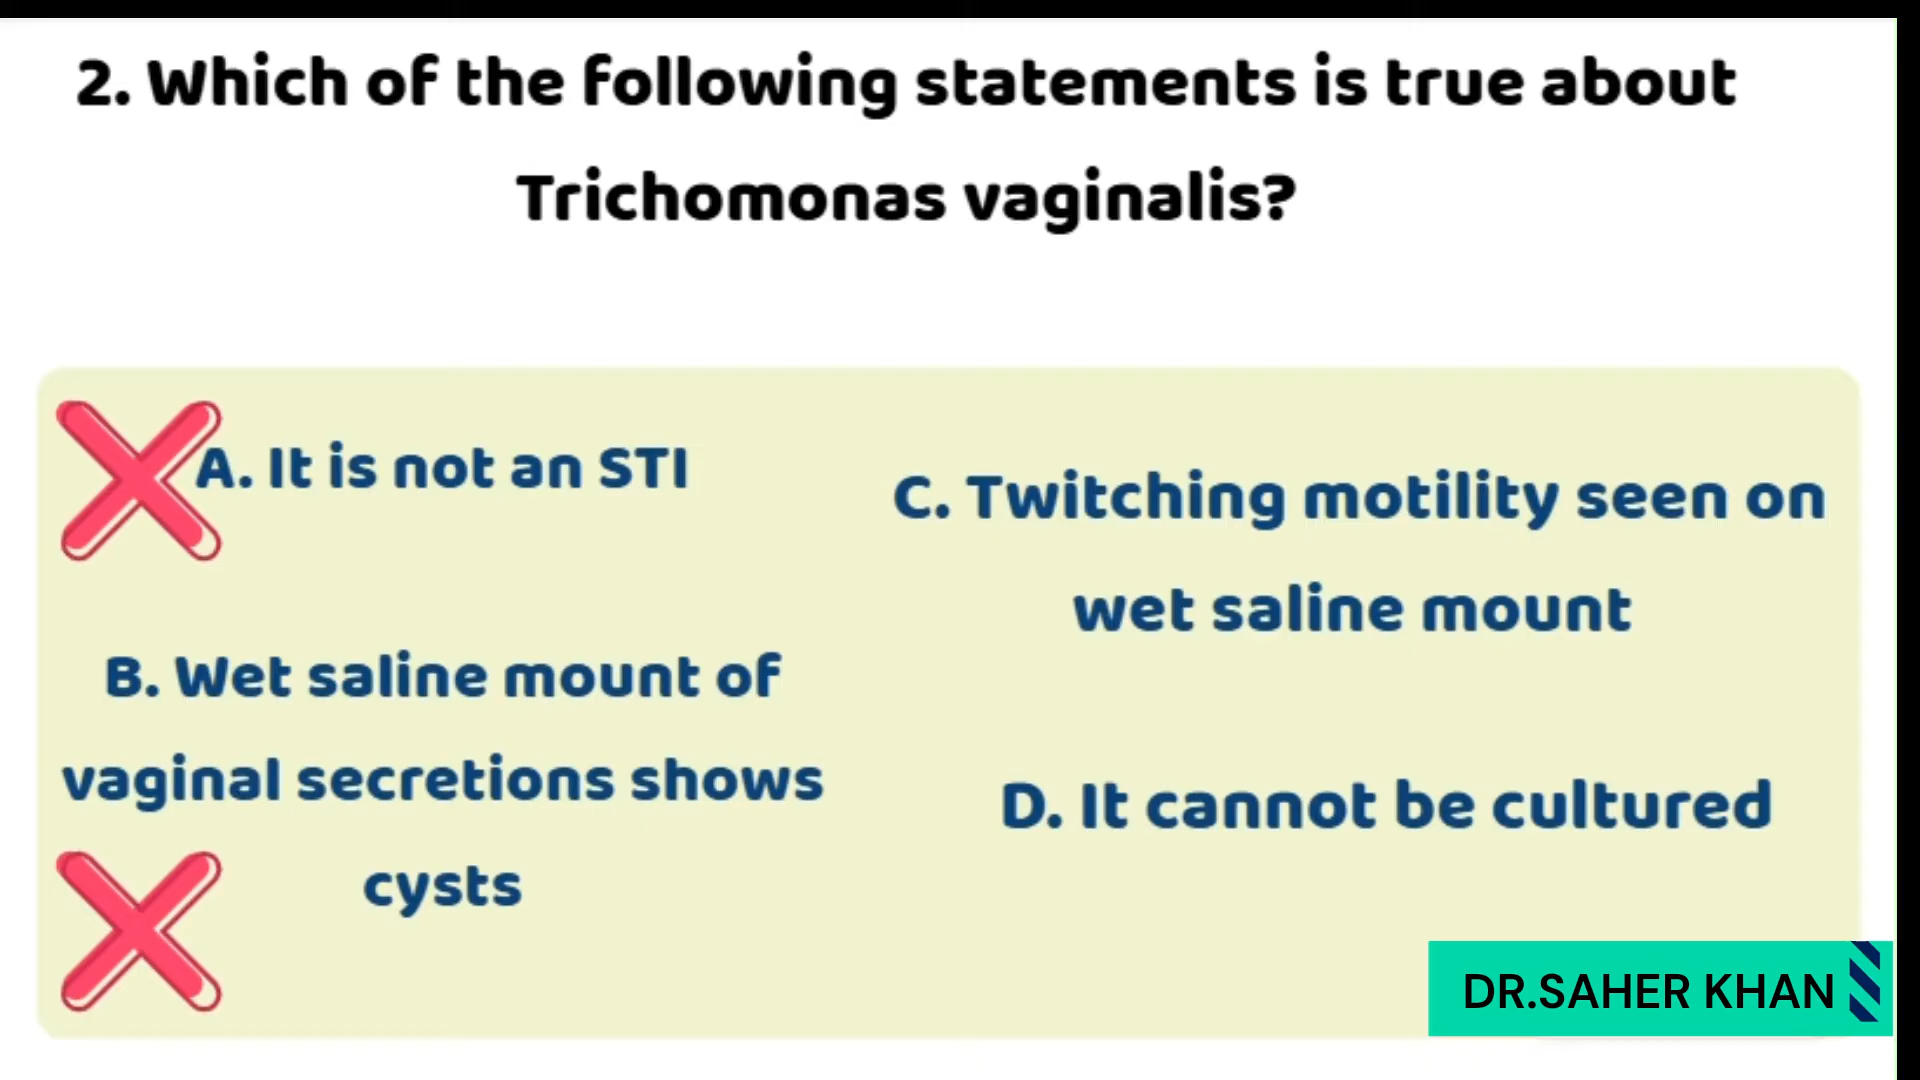 2. Which of the following statements is true about
Trichomonas vaginalis?
A. It is not an STI
B. Wet saline mount of
vaginal secretions shows
cysts
C. Twitching motility seen on
wet saline mount
D. It cannot be cultured
DR.SAHER KHAN